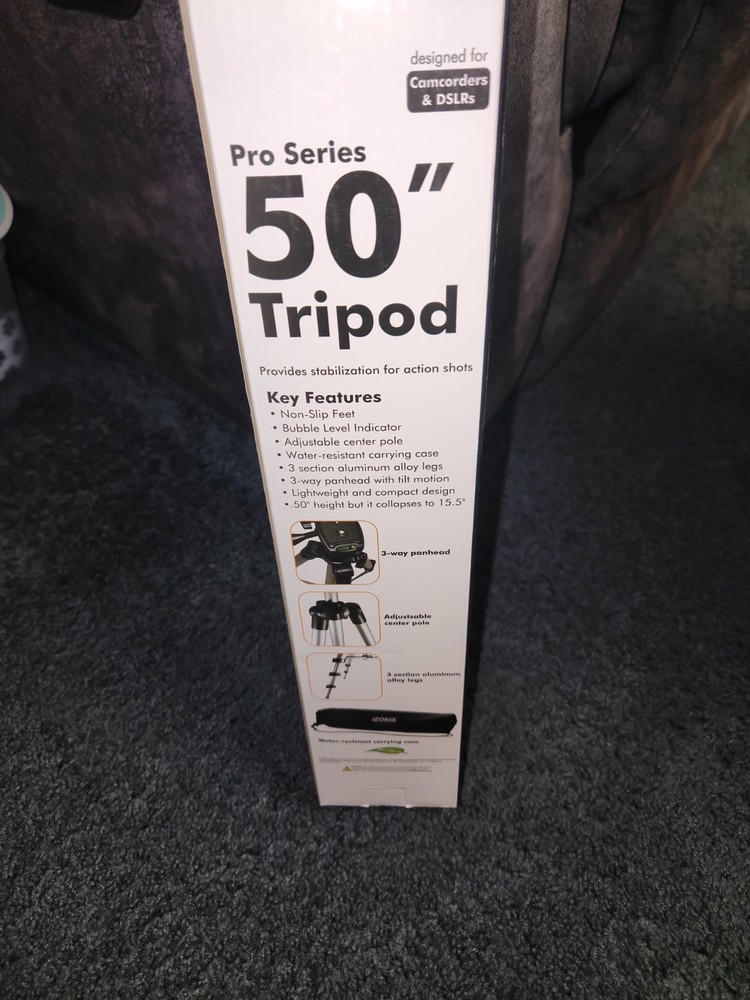 designed for
Camcorders
& DSLRs
Pro Series
50"
Tripod
Provides stabilization for action shots
Key Features
• Non-Slip Feet
• Bubble Level Indicator
• Adjustable center pole
• Water-resistant carrying case
• 3 section aluminum alloy legs
• 3-way panhead with tilt motion
• Lightweight and compact design
• 50" height but it collapses to 15.5"
3-way panhead
Adjustsable
center pole
3 section aluminum
alloy legs
iZONIX
Water-resistant carrying case